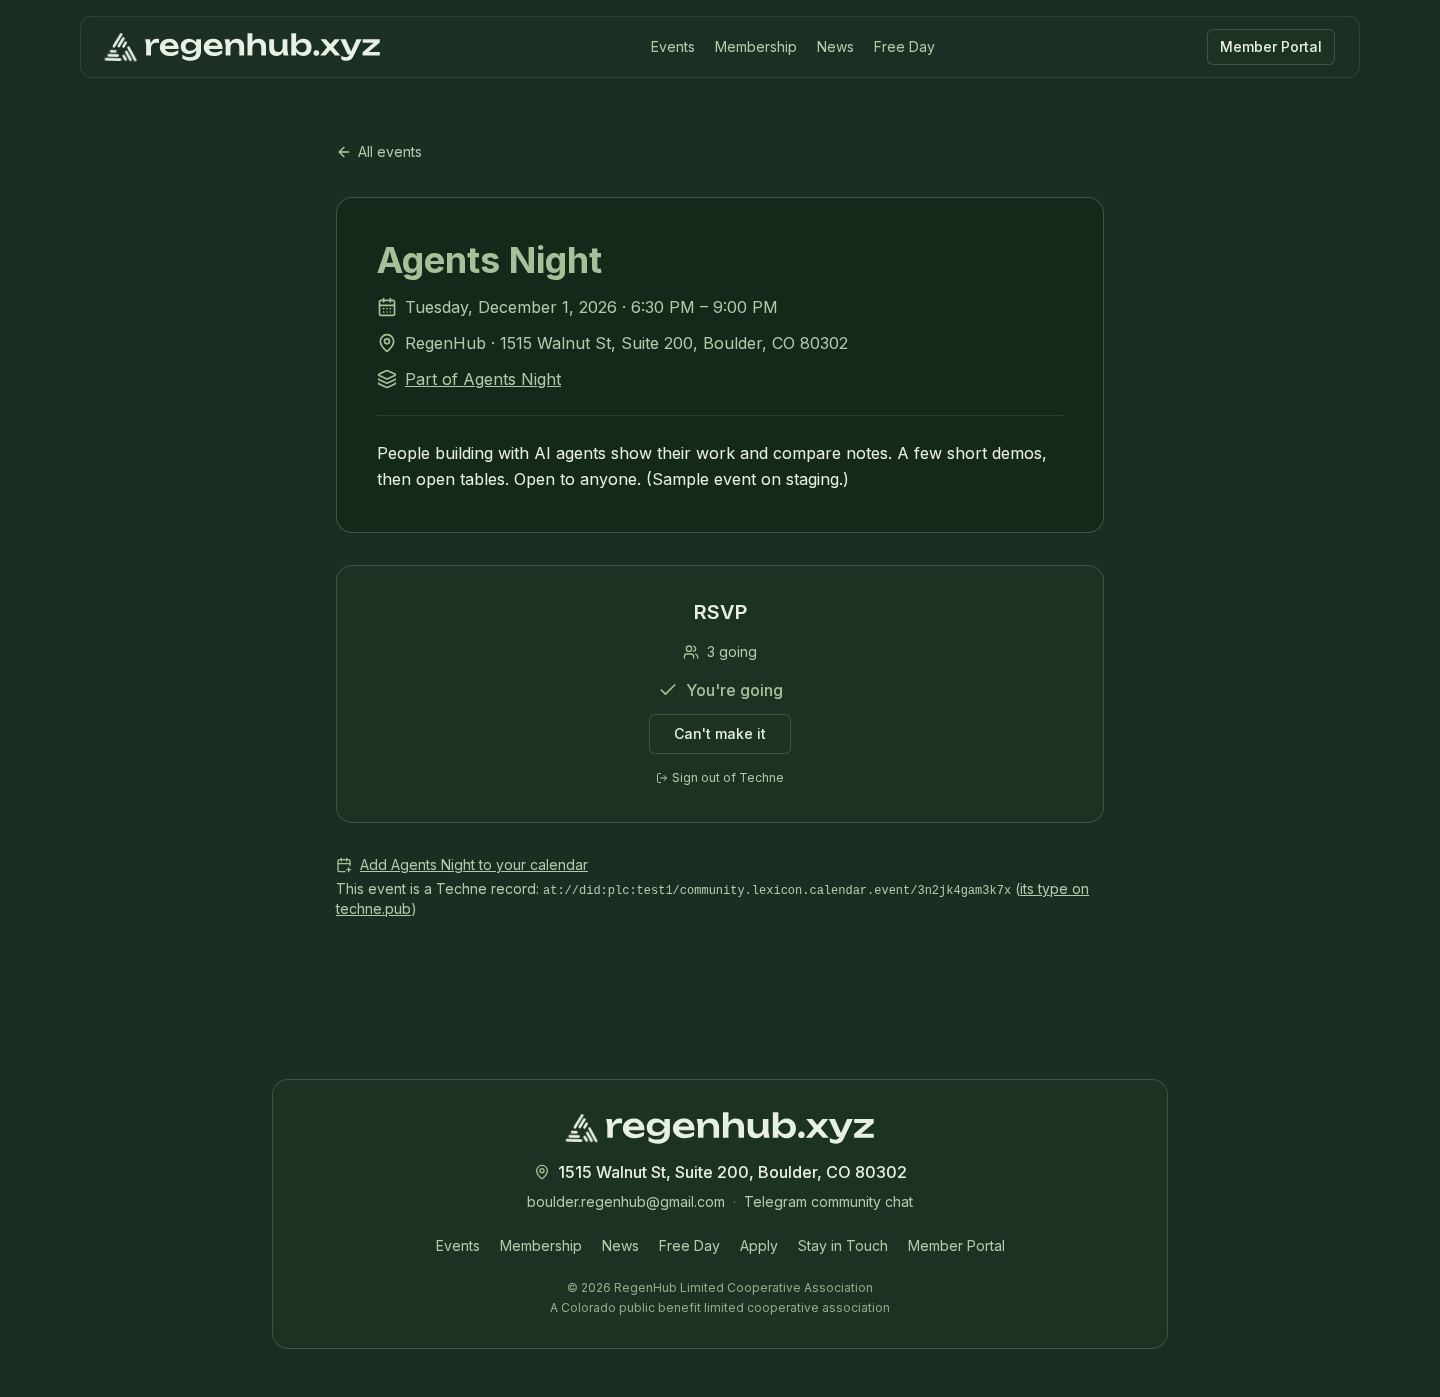 regenhub.xyz
Events Membership News Free Day
Member Portal
All events
Agents Night
Tuesday, December 1, 2026 · 6:30 PM – 9:00 PM
RegenHub · 1515 Walnut St, Suite 200, Boulder, CO 80302
Part of Agents Night
People building with AI agents show their work and compare notes. A few short demos,
then open tables. Open to anyone. (Sample event on staging.)
RSVP
3 going
You're going
Can't make it
Sign out of Techne
Add Agents Night to your calendar
This event is a Techne record: at://did:plc:test1/community.lexicon.calendar.event/3n2jk4gam3k7x (its type on
techne.pub)
regenhub.xyz
1515 Walnut St, Suite 200, Boulder, CO 80302
boulder.regenhub@gmail.com · Telegram community chat
Events Membership News Free Day Apply Stay in Touch Member Portal
© 2026 RegenHub Limited Cooperative Association
A Colorado public benefit limited cooperative association